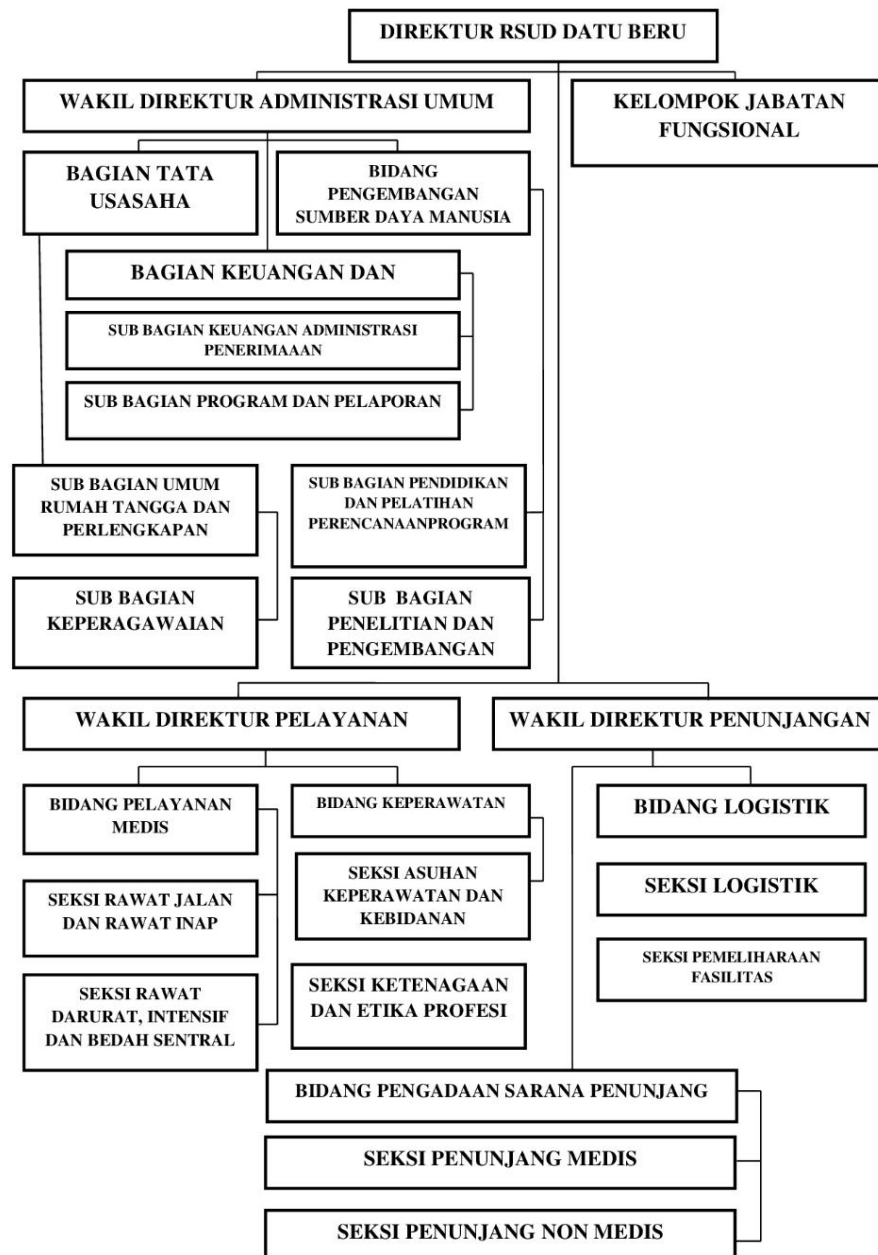 DIREKTUR RSUD DATU BERU
WAKIL DIREKTUR ADMINISTRASI UMUM
KELOMPOK JABATAN
FUNGSIONAL
BAGIAN TATA
USASAHA
BIDANG
PENGEMBANGAN
SUMBER DAYA MANUSIA
BAGIAN KEUANGAN DAN
SUB BAGIAN KEUANGAN ADMINISTRASI
PENERIMAAAN
SUB BAGIAN PROGRAM DAN PELAPORAN
SUB BAGIAN UMUM
RUMAH TANGGA DAN
PERLENGKAPAN
SUB BAGIAN PENDIDIKAN
DAN PELATIHAN
PERENCANAANPROGRAM
SUB BAGIAN
KEPERAGAWAIAN
SUB BAGIAN
PENELITIAN DAN
PENGEMBANGAN
WAKIL DIREKTUR PELAYANAN
WAKIL DIREKTUR PENUNJANGAN
BIDANG PELAYANAN
MEDIS
BIDANG KEPERAWATAN
BIDANG LOGISTIK
SEKSI RAWAT JALAN
DAN RAWAT INAP
SEKSI ASUHAN
KEPERAWATAN DAN
KEBIDANAN
SEKSI LOGISTIK
SEKSI PEMELIHARAAN
FASILITAS
SEKSI RAWAT
DARURAT, INTENSIF
DAN BEDAH SENTRAL
SEKSI KETENAGAAN
DAN ETIKA PROFESI
BIDANG PENGADAAN SARANA PENUNJANG
SEKSI PENUNJANG MEDIS
SEKSI PENUNJANG NON MEDIS